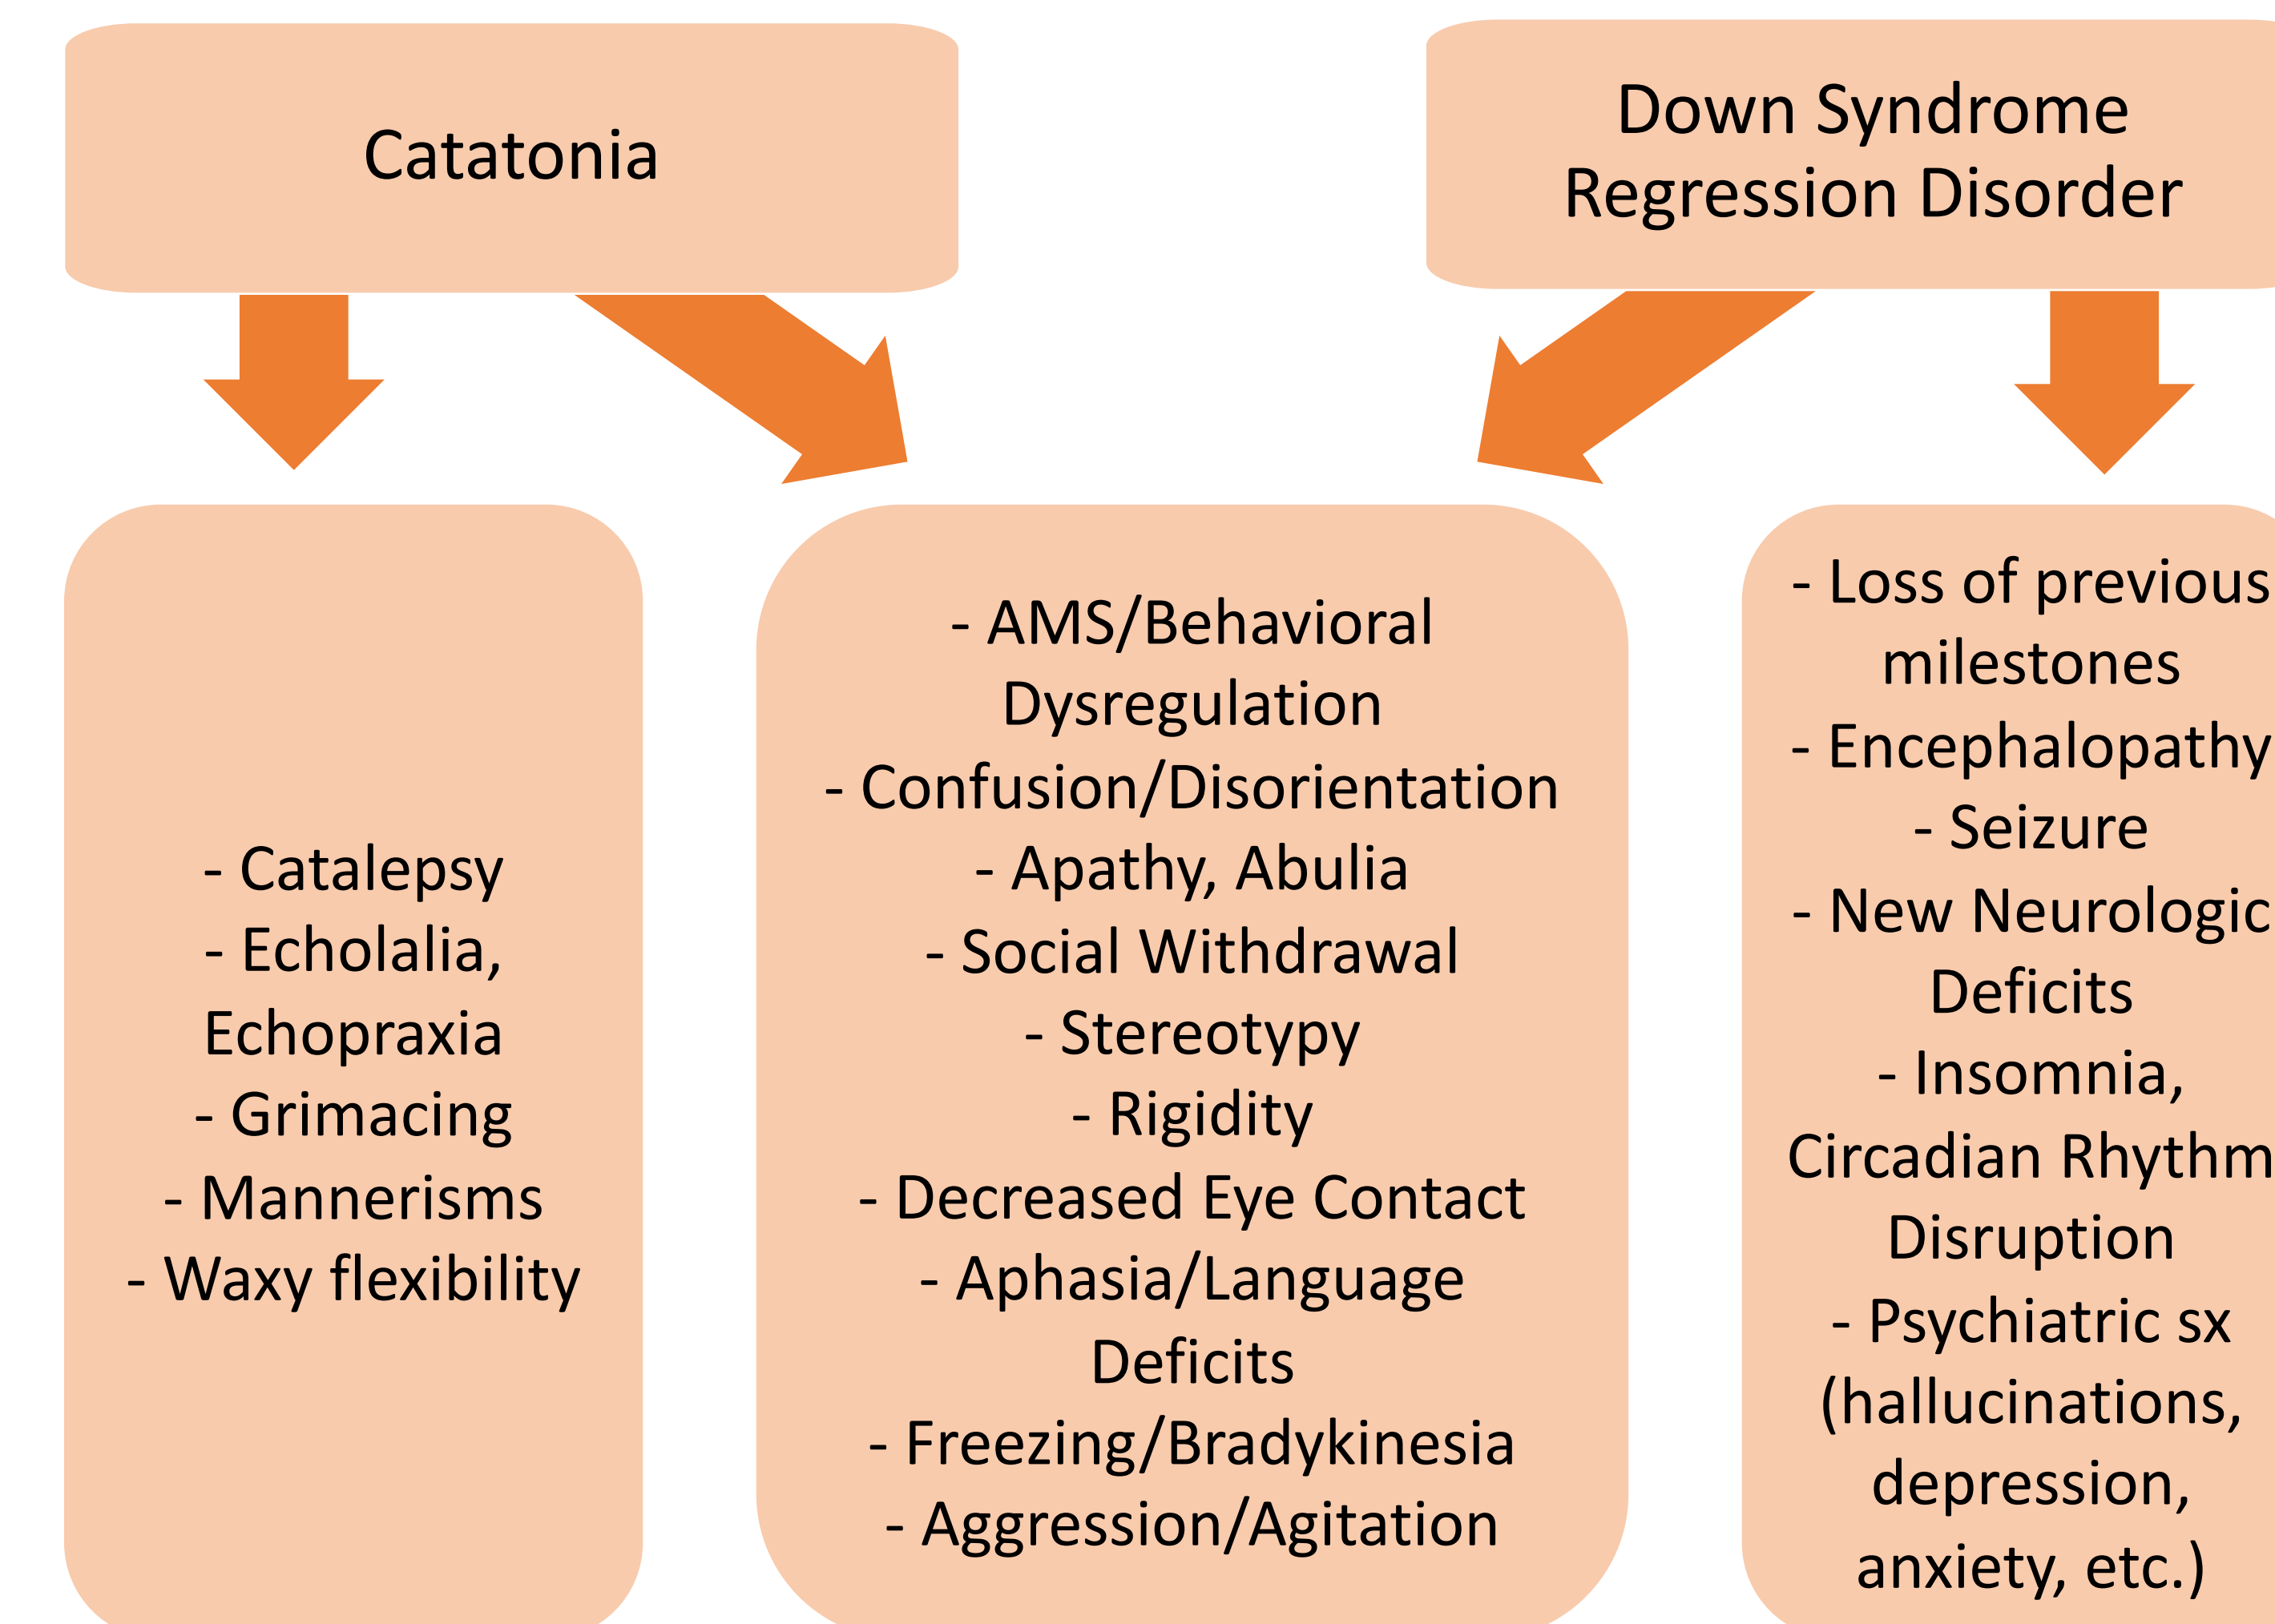 Catatonia
Down Syndrome
Regression Disorder
- Catalepsy
- Echolalia,
Echopraxia
- Grimacing
- Mannerisms
- Waxy flexibility
- AMS/Behavioral
Dysregulation
- Confusion/Disorientation
- Apathy, Abulia
- Social Withdrawal
- Stereotypy
- Rigidity
- Decreased Eye Contact
- Aphasia/Language
Deficits
- Freezing/Bradykinesia
- Aggression/Agitation
- Loss of previous
milestones
- Encephalopathy
- Seizure
- New Neurologic
Deficits
- Insomnia,
Circadian Rhythm
Disruption
- Psychiatric sx
(hallucinations,
depression,
anxiety, etc.)